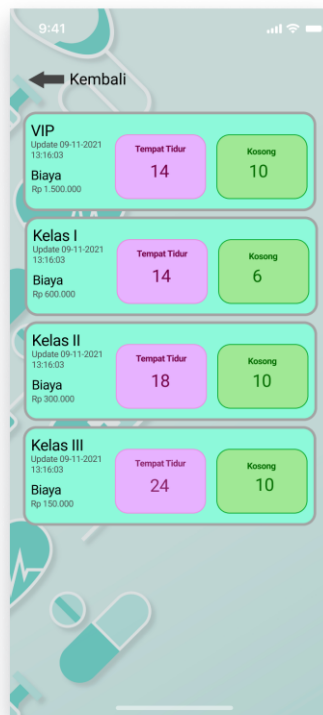 9:41
Kembali
VIP
Update 09-11-2021
13:16:03
Biaya
Rp 1.500.000
Tempat Tidur
14
Kosong
10
Kelas I
Update 09-11-2021
13:16:03
Biaya
Rp 600.000
Tempat Tidur
14
Kosong
6
Kelas II
Update 09-11-2021
13:16:03
Biaya
Rp 300.000
Tempat Tidur
18
Kosong
10
Kelas III
Update 09-11-2021
13:16:03
Biaya
Rp 150.000
Tempat Tidur
24
Kosong
10